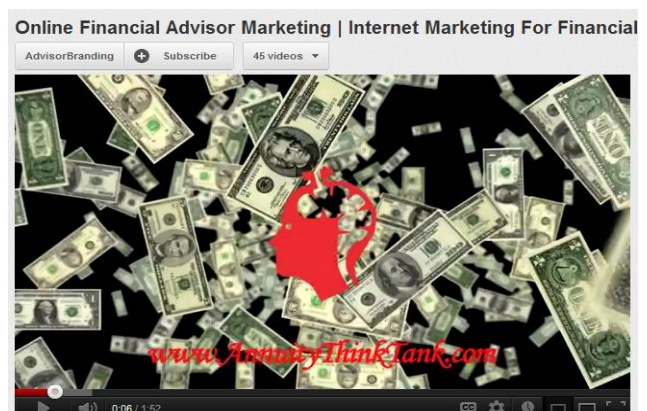 Online Financial Advisor Marketing | Internet Marketing For Financial
AdvisorBranding Subscribe 45 videos
www.AnnuityThinkTank.com
0:06 / 1:52 CC